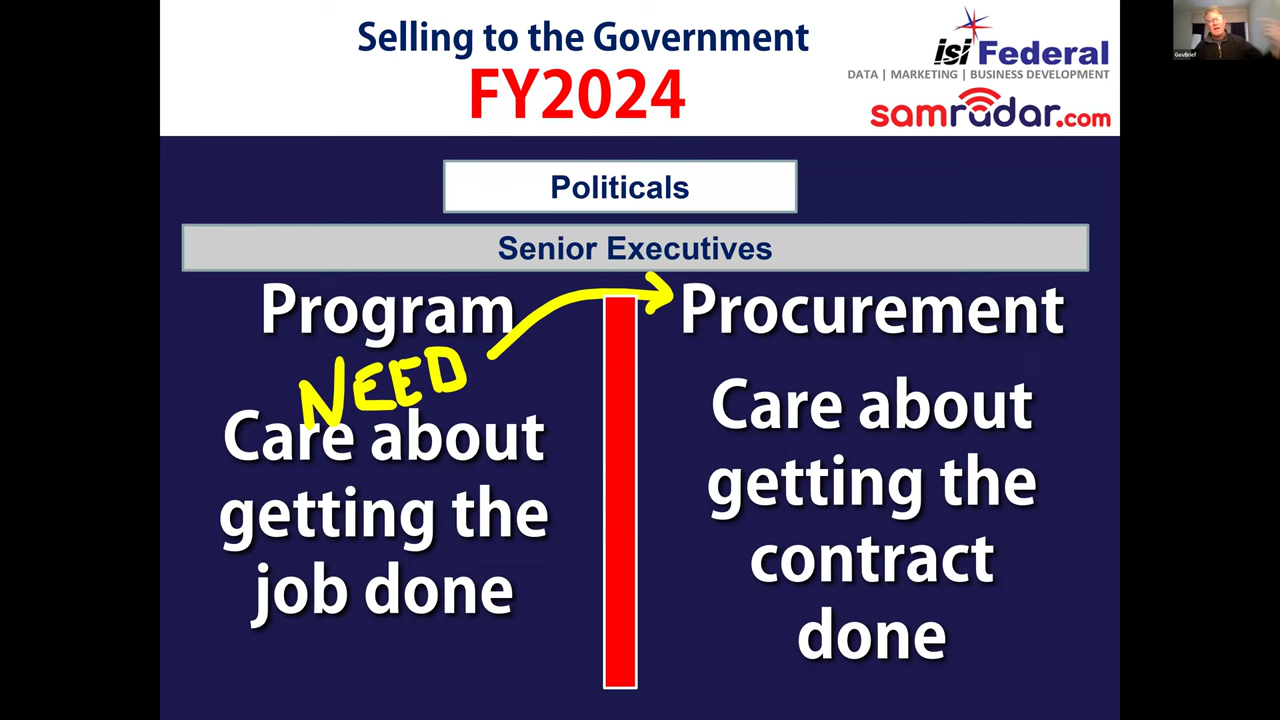 Selling to the Government
FY2024
isi Federal
DATA | MARKETING | BUSINESS DEVELOPMENT
samradar.com
GovBrief
Politicals
Senior Executives
Program
NEED
Care about
getting the
job done
Procurement
Care about
getting the
contract
done